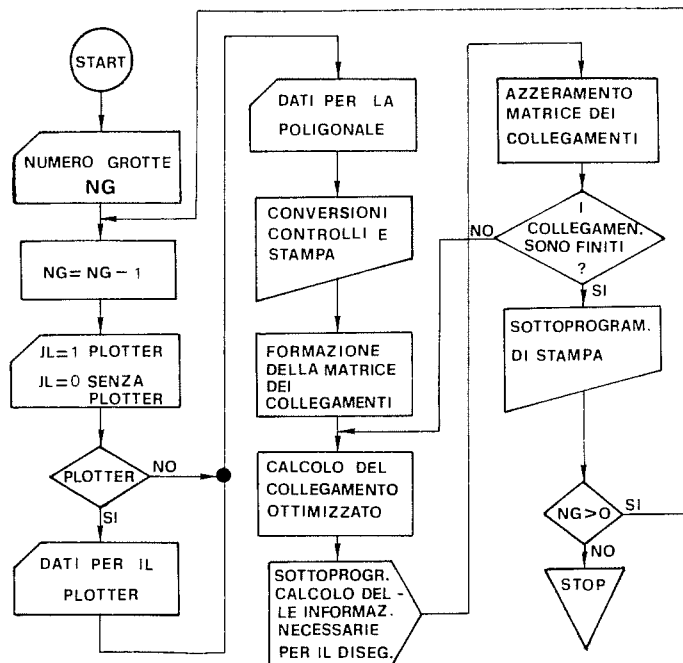 START
NUMERO GROTTE
NG
NG=NG-1
JL=1 PLOTTER
JL=0 SENZA
PLOTTER
PLOTTER
NO
SI
DATI PER IL
PLOTTER
DATI PER LA
POLIGONALE
CONVERSIONI
CONTROLLI E
STAMPA
FORMAZIONE
DELLA MATRICE
DEI
COLLEGAMENTI
CALCOLO DEL
COLLEGAMENTO
OTTIMIZZATO
SOTTOPROGR.
CALCOLO DEL-
LE INFORMAZ.
NECESSARIE
PER IL DISEG.
AZZERAMENTO
MATRICE DEI
COLLEGAMENTI
I
COLLEGAMEN.
SONO FINITI
?
NO
SI
SOTTOPROGRAM.
DI STAMPA
NG>0
SI
NO
STOP